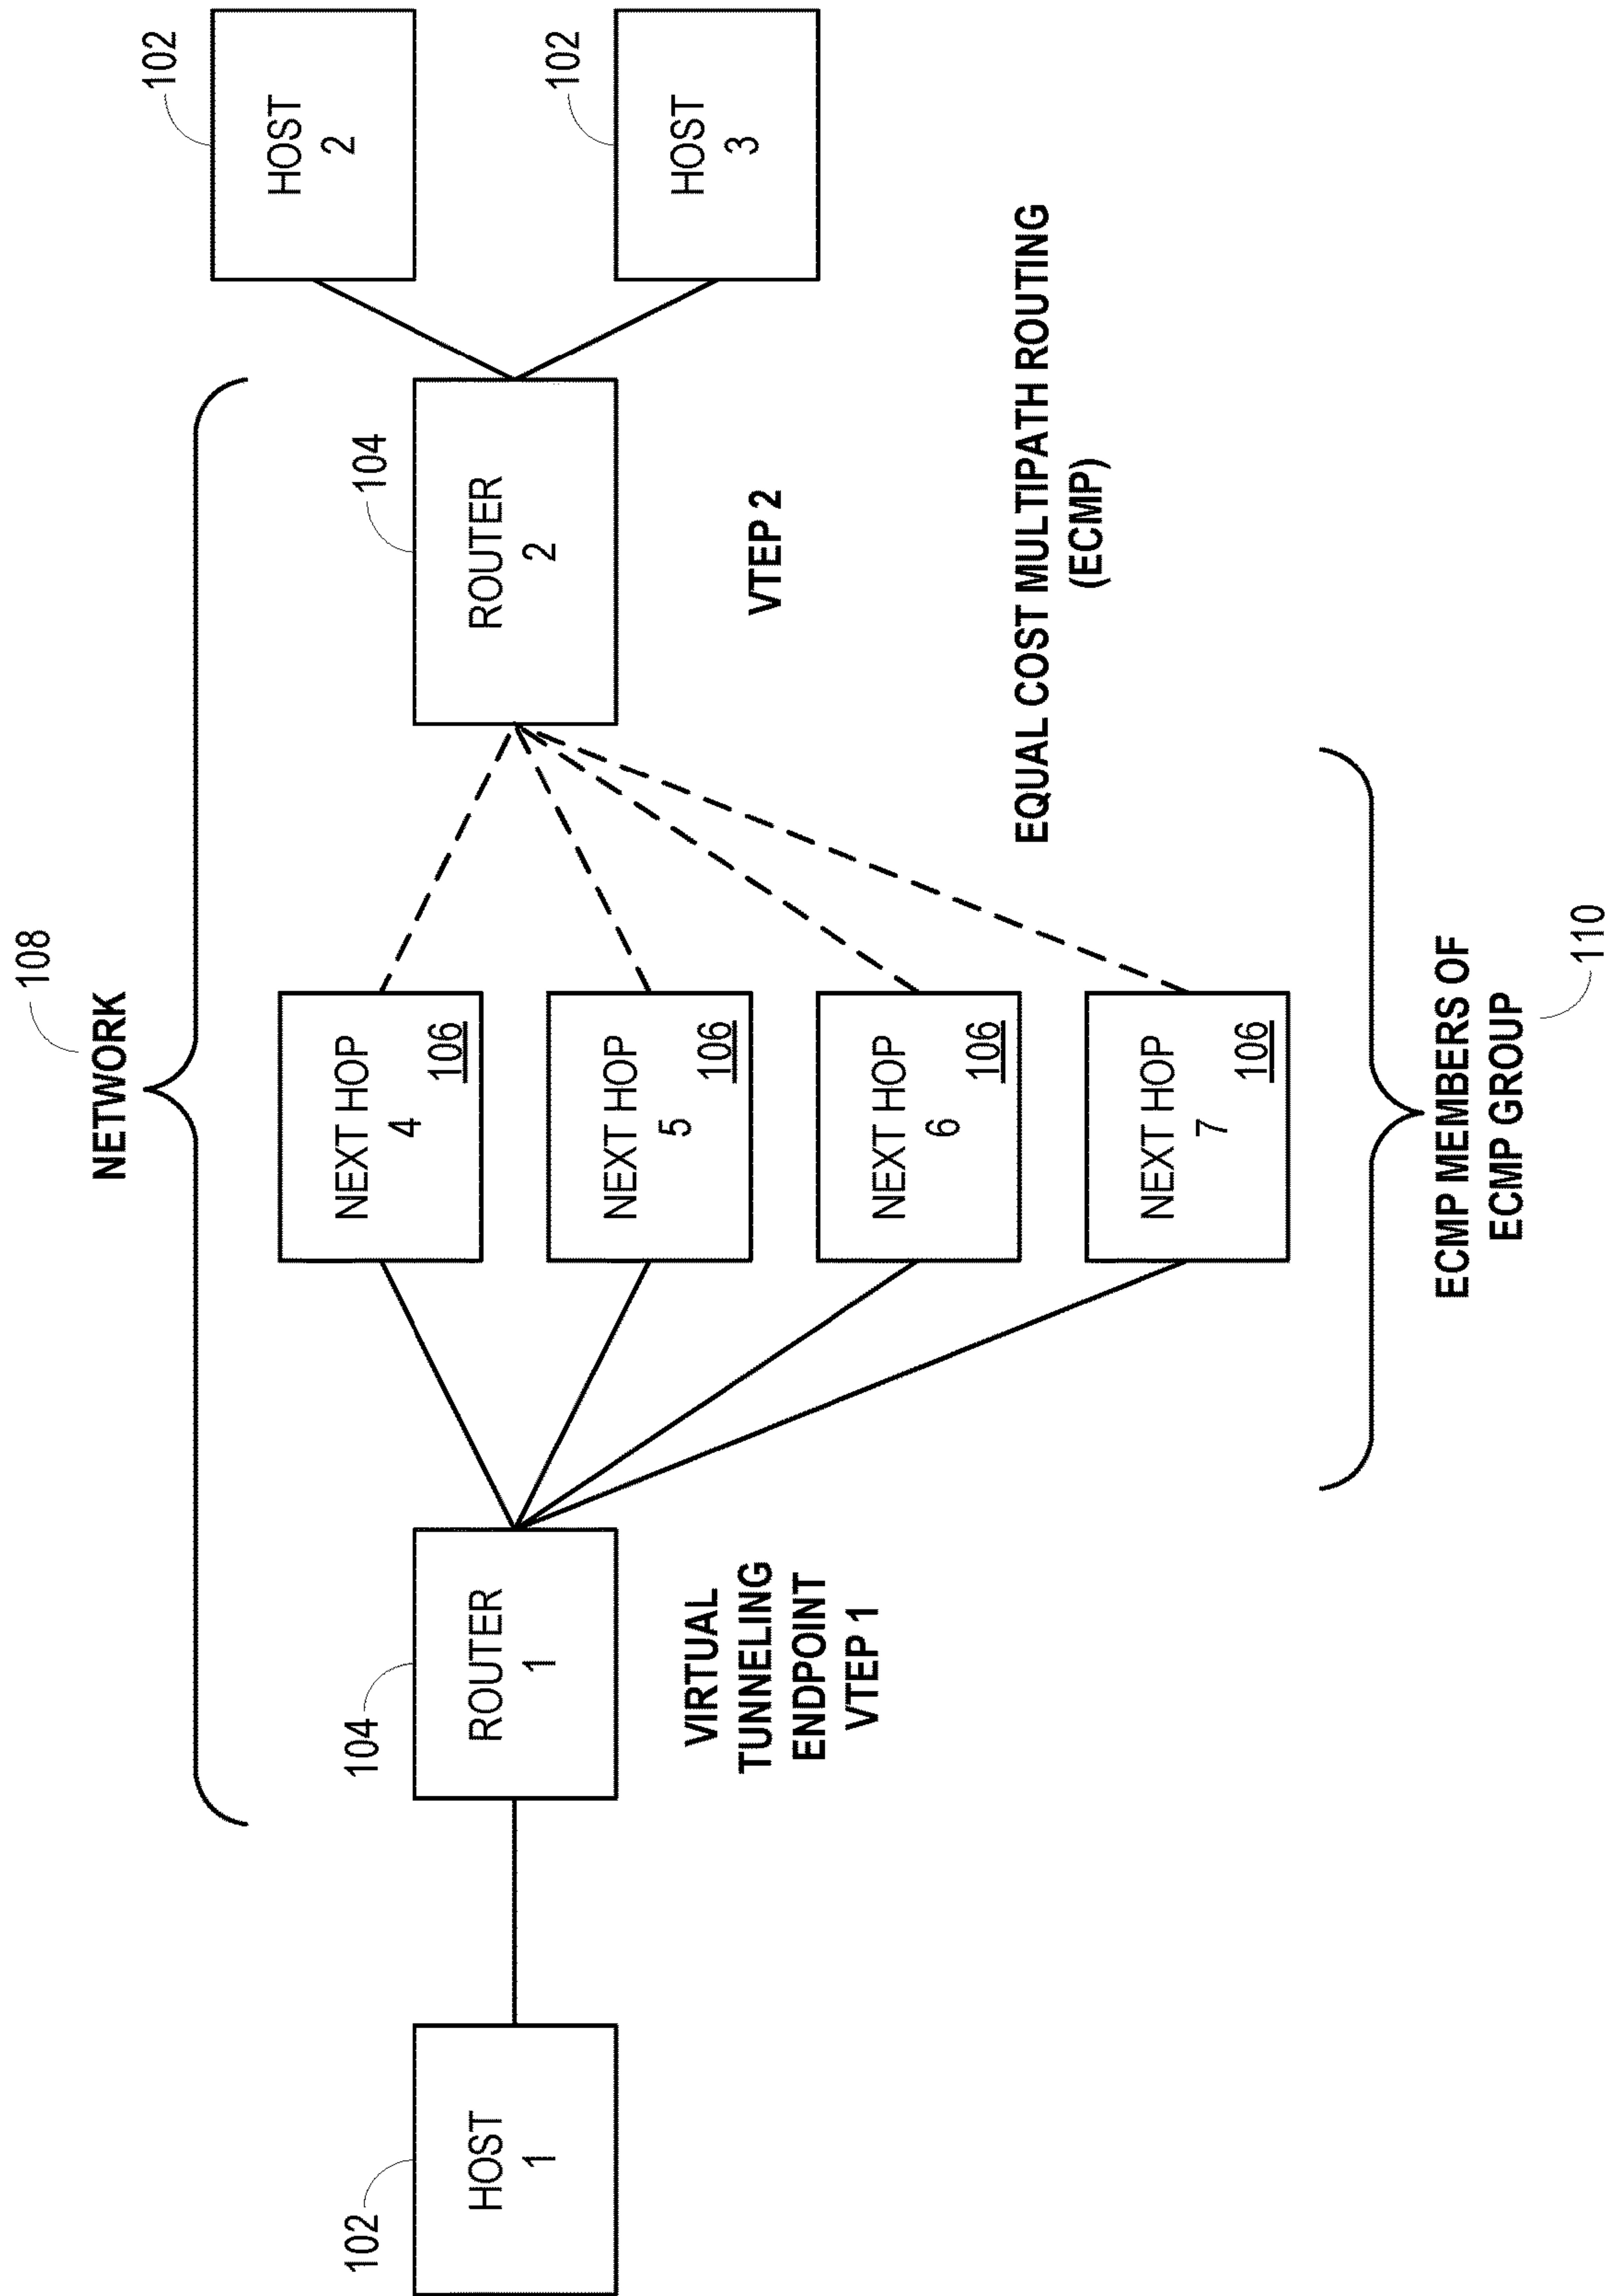 108
NETWORK
102
HOST
1
104
ROUTER
1
VIRTUAL
TUNNELING
ENDPOINT
VTEP 1
NEXT HOP
4
106
NEXT HOP
5
106
NEXT HOP
6
106
NEXT HOP
7
106
ECMP MEMBERS OF
ECMP GROUP
110
104
ROUTER
2
VTEP 2
EQUAL COST MULTIPATH ROUTING
(ECMP)
102
HOST
2
102
HOST
3